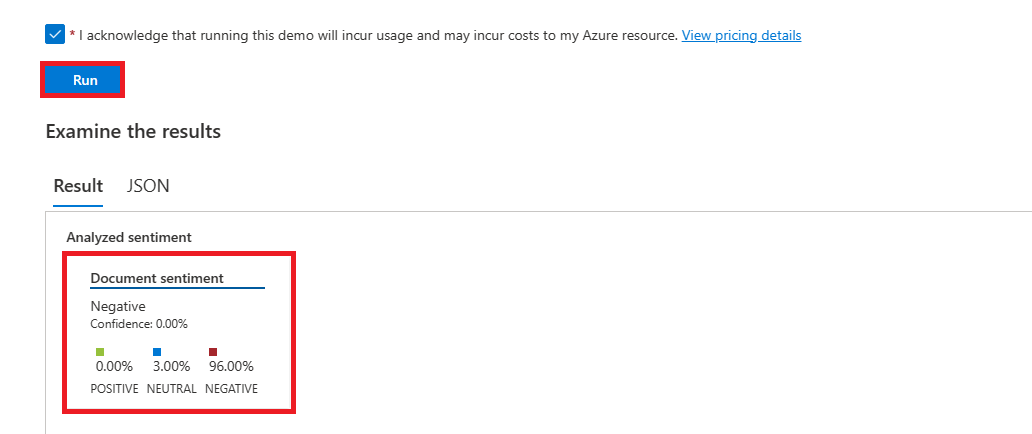 * I acknowledge that running this demo will incur usage and may incur costs to my Azure resource. View pricing details
Run
Examine the results
Result JSON
Analyzed sentiment
Document sentiment
Negative
Confidence: 0.00%
0.00% 3.00% 96.00%
POSITIVE NEUTRAL NEGATIVE